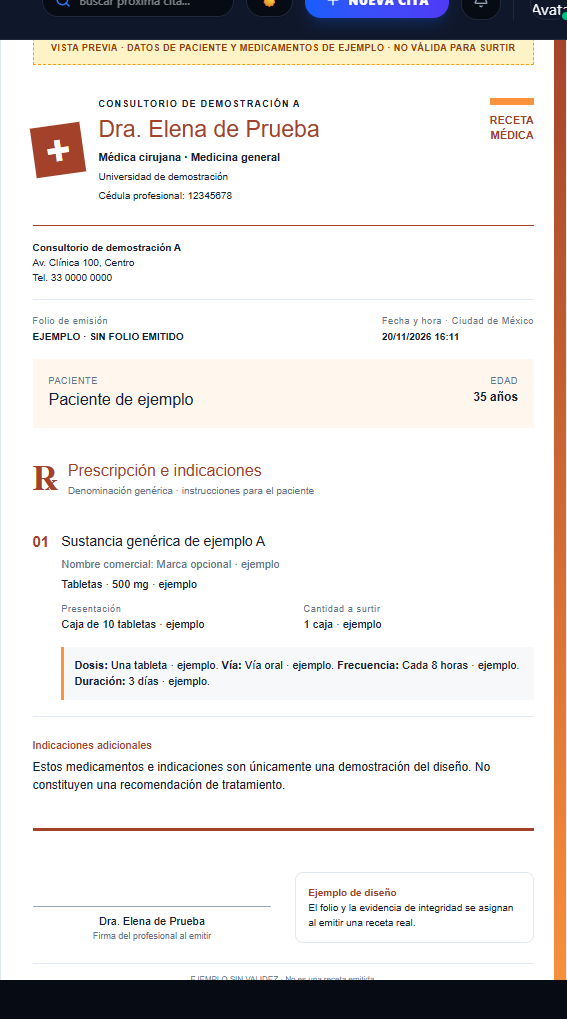 Buscar próxima cita...
+ NUEVA CITA
Avata
VISTA PREVIA · DATOS DE PACIENTE Y MEDICAMENTOS DE EJEMPLO · NO VÁLIDA PARA SURTIR
CONSULTORIO DE DEMOSTRACIÓN A
Dra. Elena de Prueba
Médica cirujana · Medicina general
Universidad de demostración
Cédula profesional: 12345678
RECETA
MÉDICA
Consultorio de demostración A
Av. Clínica 100, Centro
Tel. 33 0000 0000
Folio de emisión
EJEMPLO · SIN FOLIO EMITIDO
Fecha y hora · Ciudad de México
20/11/2026 16:11
PACIENTE
Paciente de ejemplo
EDAD
35 años
℞ Prescripción e indicaciones
Denominación genérica · instrucciones para el paciente
01 Sustancia genérica de ejemplo A
Nombre comercial: Marca opcional · ejemplo
Tabletas · 500 mg · ejemplo
Presentación
Caja de 10 tabletas · ejemplo
Cantidad a surtir
1 caja · ejemplo
Dosis: Una tableta · ejemplo. Vía: Vía oral · ejemplo. Frecuencia: Cada 8 horas · ejemplo.
Duración: 3 días · ejemplo.
Indicaciones adicionales
Estos medicamentos e indicaciones son únicamente una demostración del diseño. No
constituyen una recomendación de tratamiento.
Dra. Elena de Prueba
Firma del profesional al emitir
Ejemplo de diseño
El folio y la evidencia de integridad se asignan
al emitir una receta real.
EJEMPLO SIN VALIDEZ · No es una receta emitida